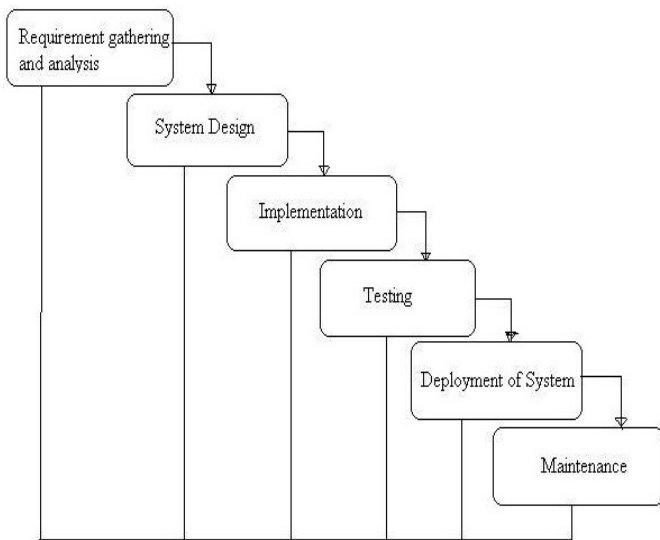 Requirement gathering
and analysis
System Design
Implementation
Testing
Deployment of System
Maintenance